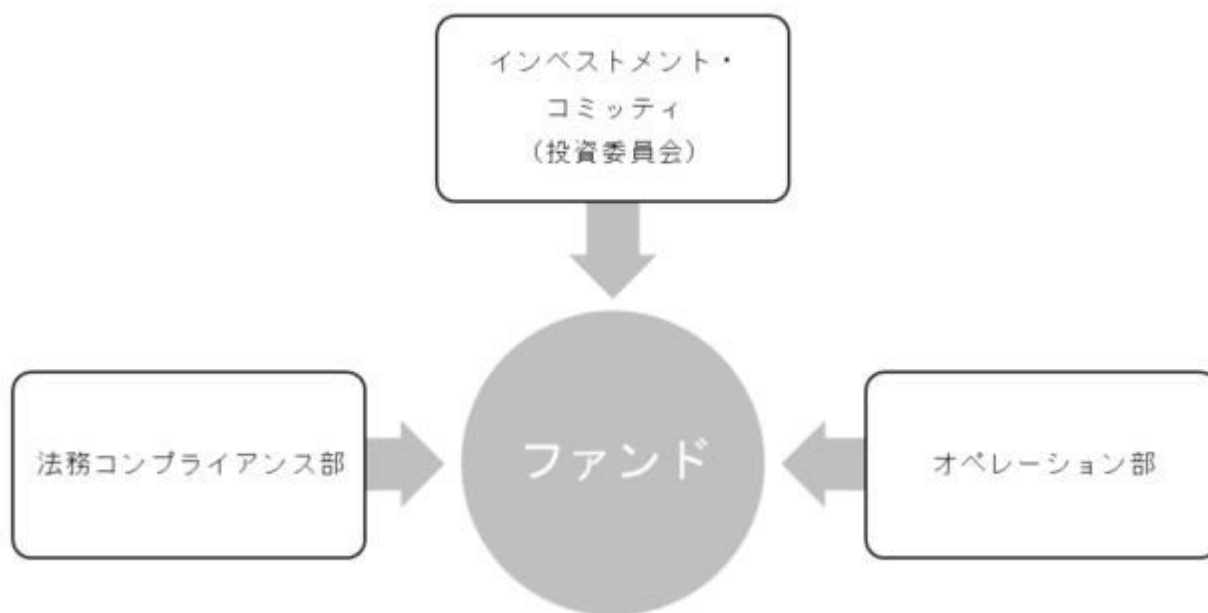 インベストメント・
コミッティ
（投資委員会）
法務コンプライアンス部
ファンド
オペレーション部